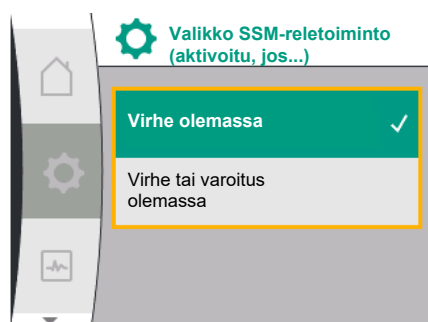 Valikko SSM-reletoiminto
(aktivoitu, jos...)
Virhe olemassa
Virhe tai varoitus
olemassa